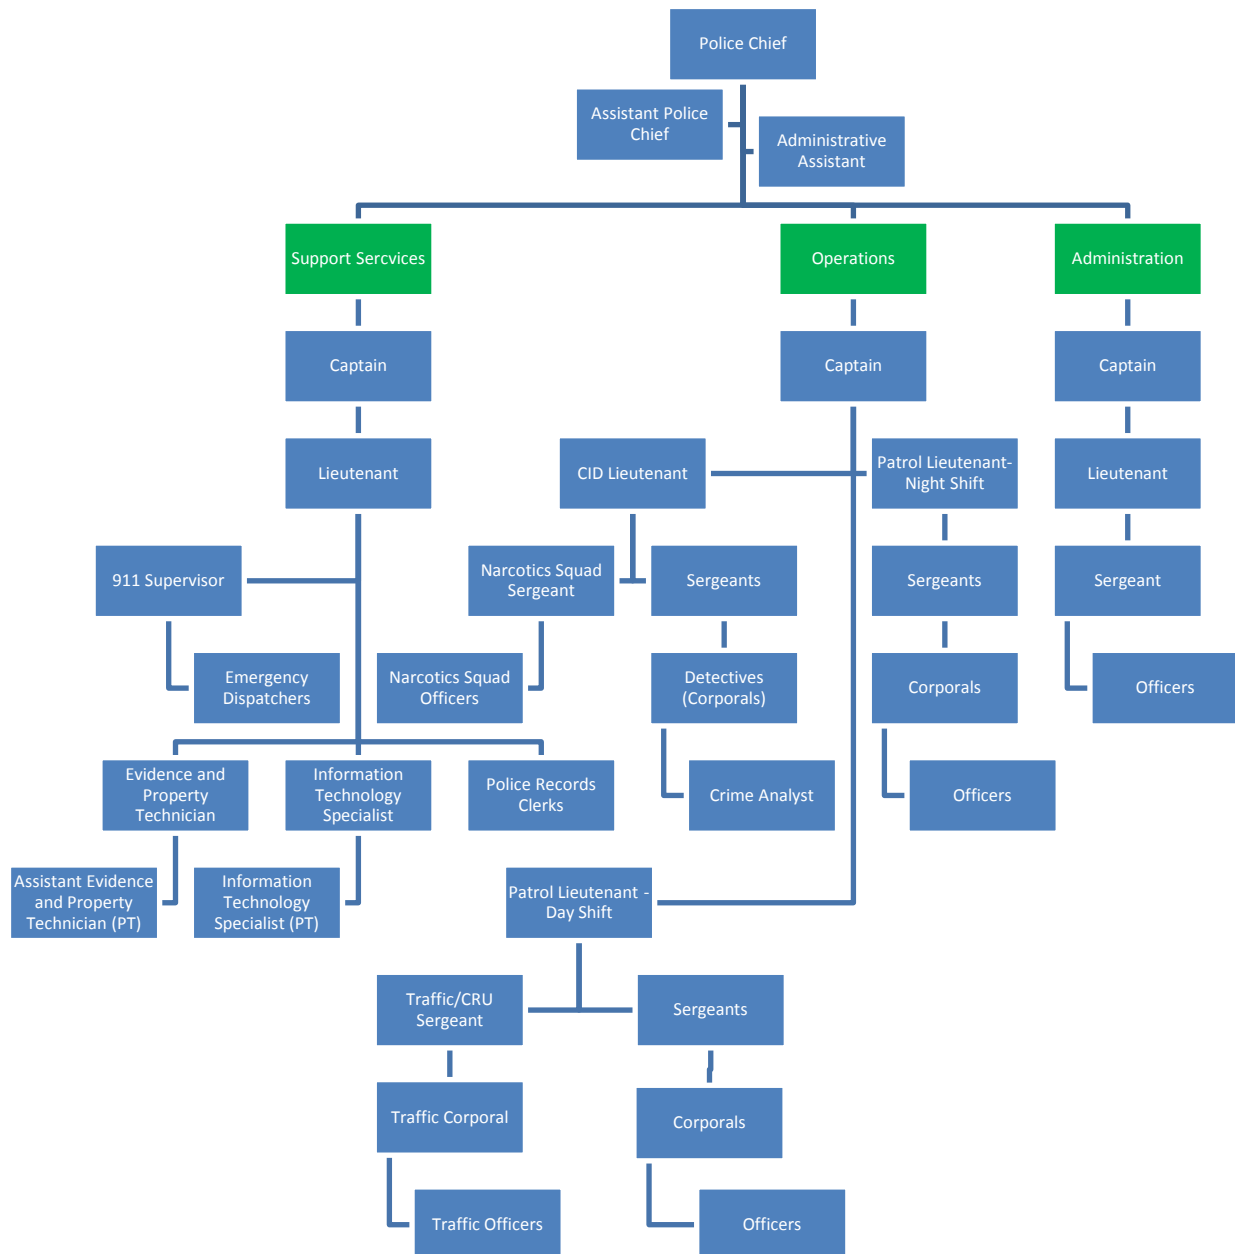 Police Chief
Assistant Police
Chief
Administrative
Assistant
Support Sercvices
Operations
Administration
Captain
Captain
Captain
Lieutenant
CID Lieutenant
Patrol Lieutenant-
Night Shift
Lieutenant
911 Supervisor
Narcotics Squad
Sergeant
Sergeants
Sergeants
Sergeant
Emergency
Dispatchers
Narcotics Squad
Officers
Detectives
(Corporals)
Corporals
Officers
Evidence and
Property
Technician
Information
Technology
Specialist
Police Records
Clerks
Crime Analyst
Officers
Assistant Evidence
and Property
Technician (PT)
Information
Technology
Specialist (PT)
Patrol Lieutenant -
Day Shift
Traffic/CRU
Sergeant
Sergeants
Traffic Corporal
Corporals
Traffic Officers
Officers